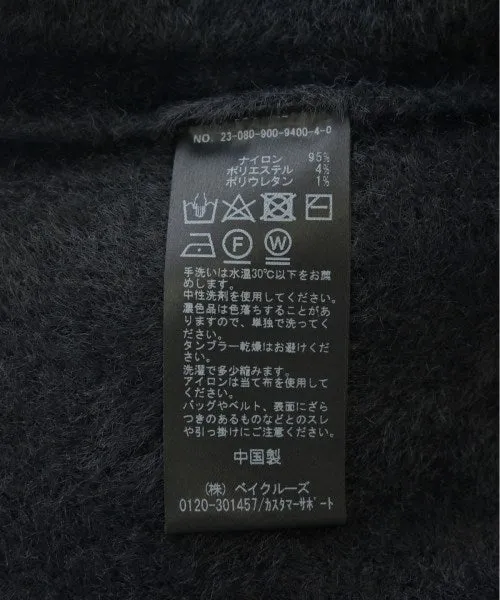 NO. 23-080-900-9400-4-0
ナイロン 95%
ポリエステル 4%
ポリウレタン 1%
F W
手洗いは水温30℃以下をお薦
めします。
中性洗剤を使用してください。
濃色品は色落ちすることがあ
りますので、単独で洗ってく
ださい。
タンブラー乾燥はお避けくだ
さい。
洗濯で多少縮みます。
アイロンは当て布を使用して
ください。
バッグやベルト、表面にざら
つきのあるものなどとのスレ
や引っ掛けにご注意ください。
中国製
(株) ベイクルーズ
0120-301457/カスタマーサポート